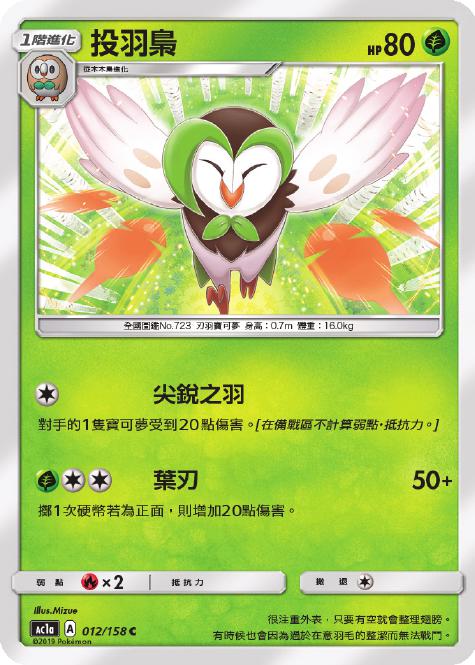 1階進化 投羽梟 HP80
從木木梟進化
全國圖鑑No.723 刃羽寶可夢 身高：0.7m 體重：16.0kg
尖銳之羽
對手的1隻寶可夢受到20點傷害。[在備戰區不計算弱點・抵抗力。]
葉刃 50+
擲1次硬幣若為正面，則增加20點傷害。
弱點 ×2 抵抗力 撤退
Illus.Mizue
AC1a A 012/158 C
©2019 Pokémon
很注重外表，只要有空就會整理翅膀。
有時候也會因為過於在意羽毛的整潔而無法戰鬥。